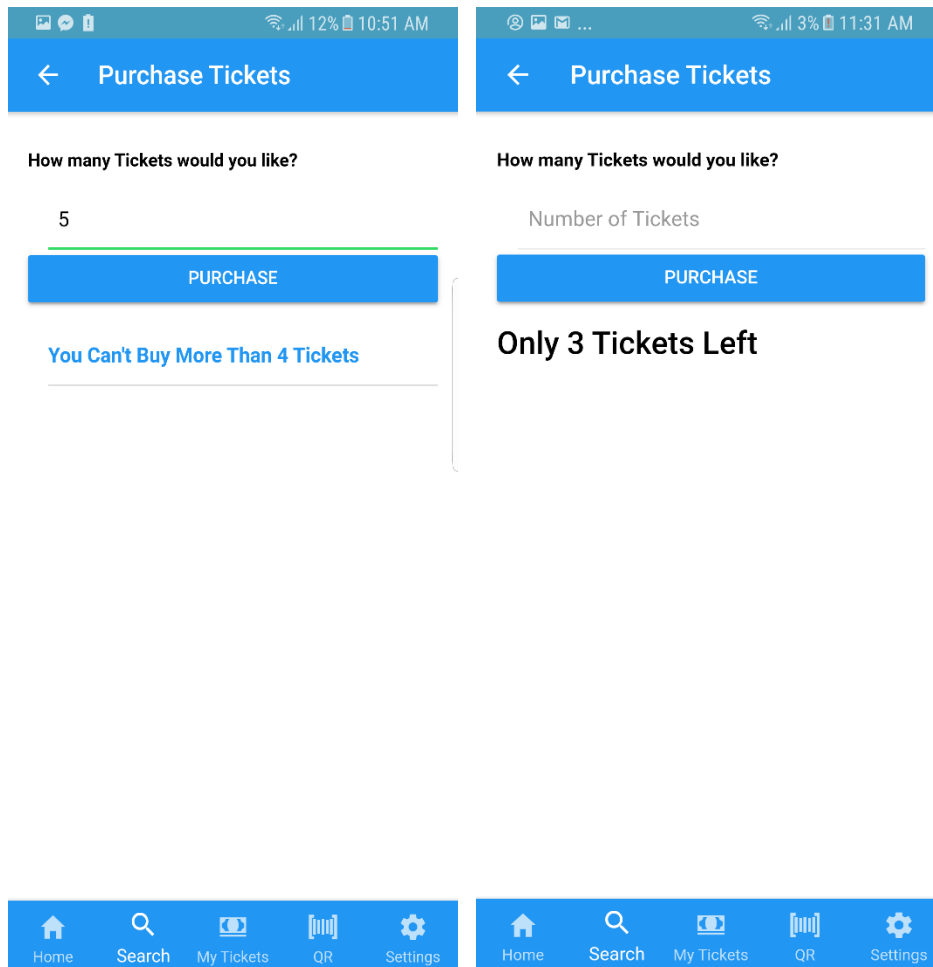 12% 10:51 AM
Purchase Tickets
How many Tickets would you like?
5
PURCHASE
You Can't Buy More Than 4 Tickets
Home Search My Tickets QR Settings
... 3% 11:31 AM
Purchase Tickets
How many Tickets would you like?
Number of Tickets
PURCHASE
Only 3 Tickets Left
Home Search My Tickets QR Settings